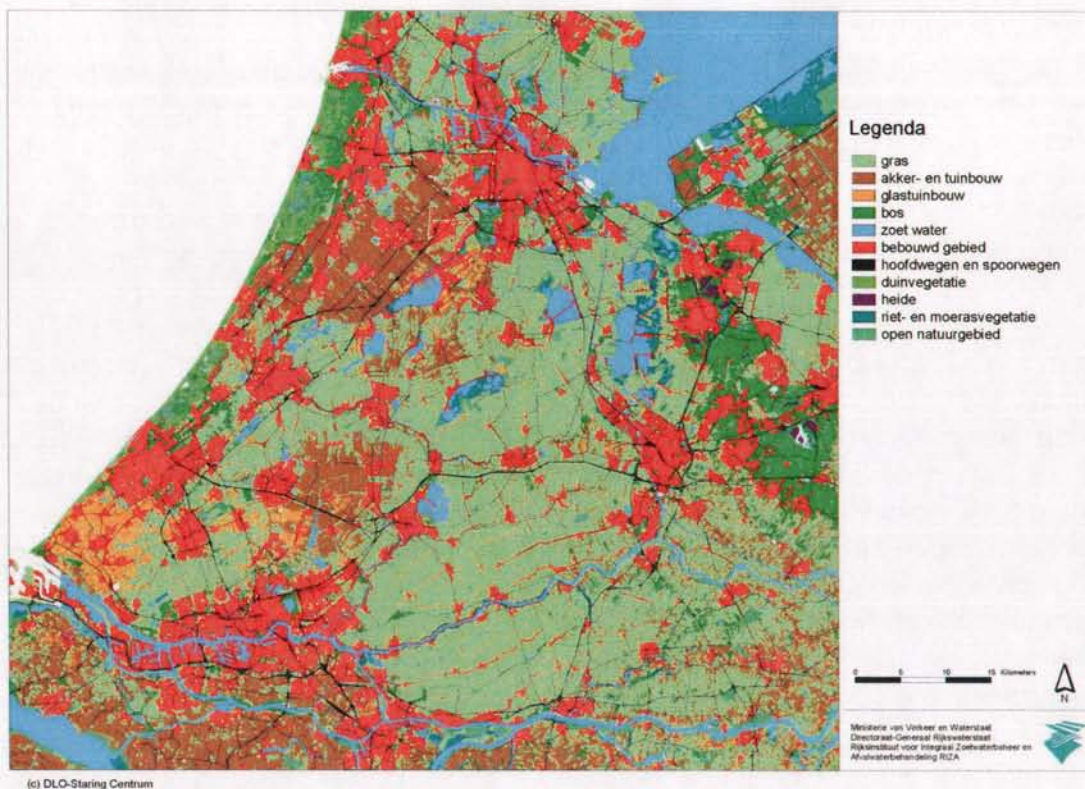 Legenda
gras
akker- en tuinbouw
glastuinbouw
bos
zoet water
bebouwd gebied
hoofdwegen en spoorwegen
duinvegetatie
heide
riet- en moerasvegetatie
open natuurgebied
0 5 10 15 Kilometers
N
Ministerie van Verkeer en Waterstaat
Directoraat-Generaal Rijkswaterstaat
Rijksinstituut voor Integraal Zoetwaterbeheer en
Afvalwaterbehandeling RIZA
(c) DLO-Staring Centrum